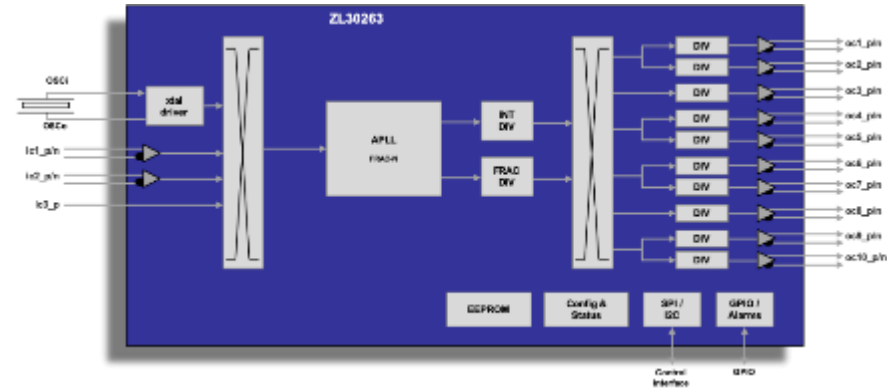 ZL30263
OSCi
xtal
driver
OSCo
ic1_p/n
ic2_p/n
ic3_p
APLL
FRAC-N
INT
DIV
FRAC
DIV
DIV
oc1_p/n
DIV
oc2_p/n
DIV
oc3_p/n
DIV
oc4_p/n
DIV
oc5_p/n
DIV
oc6_p/n
DIV
oc7_p/n
DIV
oc8_p/n
DIV
oc9_p/n
DIV
oc10_p/n
EEPROM
Config &
Status
SPI /
I2C
GPIO /
Alarms
Control
Interface
GPIO